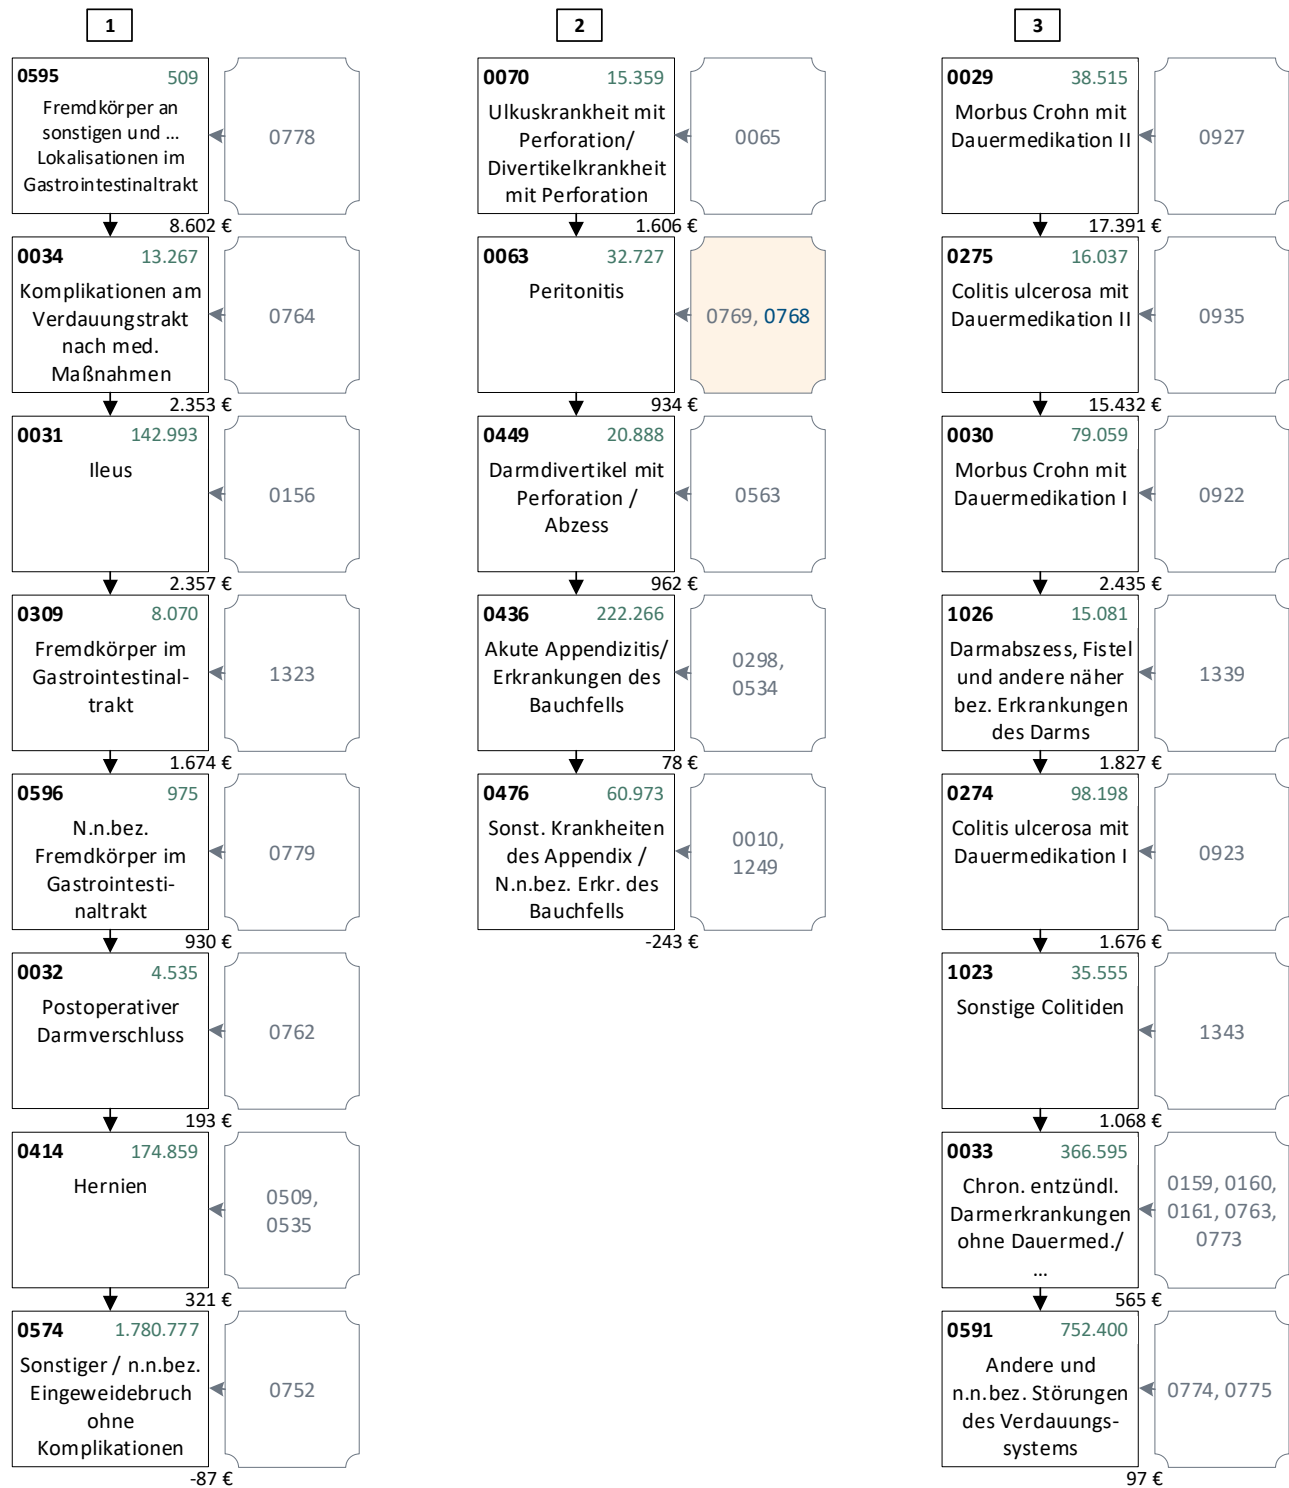 1
0595 509
Fremdkörper an
sonstigen und ...
Lokalisationen im
Gastrointestinaltrakt
0778
8.602 €
0034 13.267
Komplikationen am
Verdauungstrakt
nach med.
Maßnahmen
0764
2.353 €
0031 142.993
Ileus
0156
2.357 €
0309 8.070
Fremdkörper im
Gastrointestinal-
trakt
1323
1.674 €
0596 975
N.n.bez.
Fremdkörper im
Gastrointesti-
naltrakt
0779
930 €
0032 4.535
Postoperativer
Darmverschluss
0762
193 €
0414 174.859
Hernien
0509,
0535
321 €
0574 1.780.777
Sonstiger / n.n.bez.
Eingeweidebruch
ohne
Komplikationen
0752
-87 €
2
0070 15.359
Ulkuskrankheit mit
Perforation/
Divertikelkrankheit
mit Perforation
0065
1.606 €
0063 32.727
Peritonitis
0769, 0768
934 €
0449 20.888
Darmdivertikel mit
Perforation /
Abzess
0563
962 €
0436 222.266
Akute Appendizitis/
Erkrankungen des
Bauchfells
0298,
0534
78 €
0476 60.973
Sonst. Krankheiten
des Appendix /
N.n.bez. Erkr. des
Bauchfells
0010,
1249
-243 €
3
0029 38.515
Morbus Crohn mit
Dauermedikation II
0927
17.391 €
0275 16.037
Colitis ulcerosa mit
Dauermedikation II
0935
15.432 €
0030 79.059
Morbus Crohn mit
Dauermedikation I
0922
2.435 €
1026 15.081
Darmabszess, Fistel
und andere näher
bez. Erkrankungen
des Darms
1339
1.827 €
0274 98.198
Colitis ulcerosa mit
Dauermedikation I
0923
1.676 €
1023 35.555
Sonstige Colitiden
1343
1.068 €
0033 366.595
Chron. entzündl.
Darmerkrankungen
ohne Dauermed./
...
0159, 0160,
0161, 0763,
0773
565 €
0591 752.400
Andere und
n.n.bez. Störungen
des Verdauungs-
systems
0774, 0775
97 €